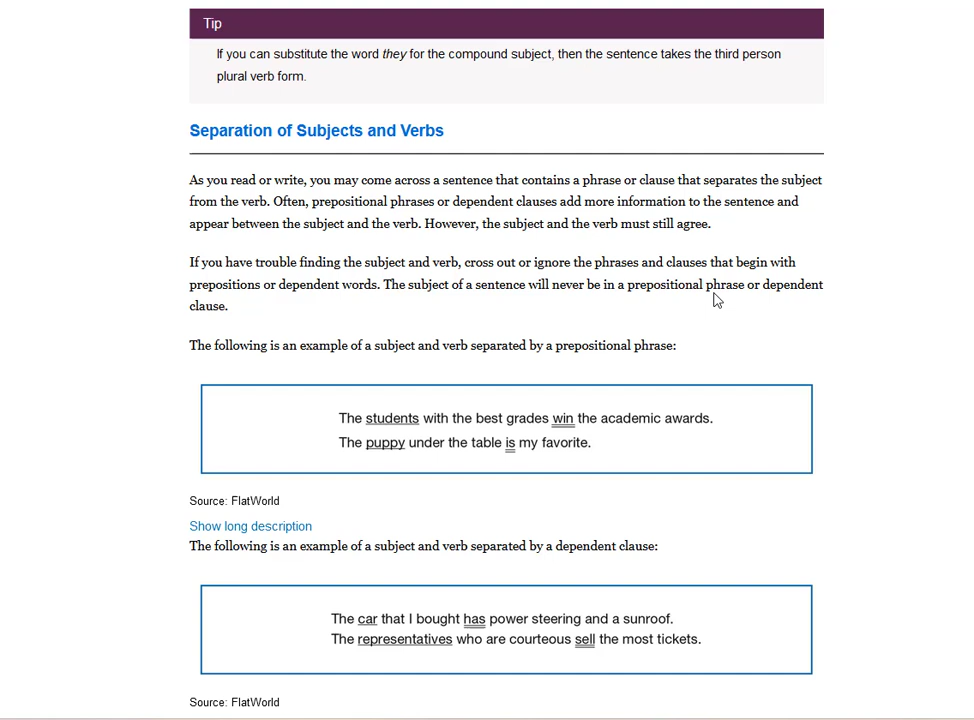 Tip
If you can substitute the word they for the compound subject, then the sentence takes the third person
plural verb form.
Separation of Subjects and Verbs
As you read or write, you may come across a sentence that contains a phrase or clause that separates the subject
from the verb. Often, prepositional phrases or dependent clauses add more information to the sentence and
appear between the subject and the verb. However, the subject and the verb must still agree.
If you have trouble finding the subject and verb, cross out or ignore the phrases and clauses that begin with
prepositions or dependent words. The subject of a sentence will never be in a prepositional phrase or dependent
clause.
The following is an example of a subject and verb separated by a prepositional phrase:
The students with the best grades win the academic awards.
The puppy under the table is my favorite.
Source: FlatWorld
Show long description
The following is an example of a subject and verb separated by a dependent clause:
The car that I bought has power steering and a sunroof.
The representatives who are courteous sell the most tickets.
Source: FlatWorld